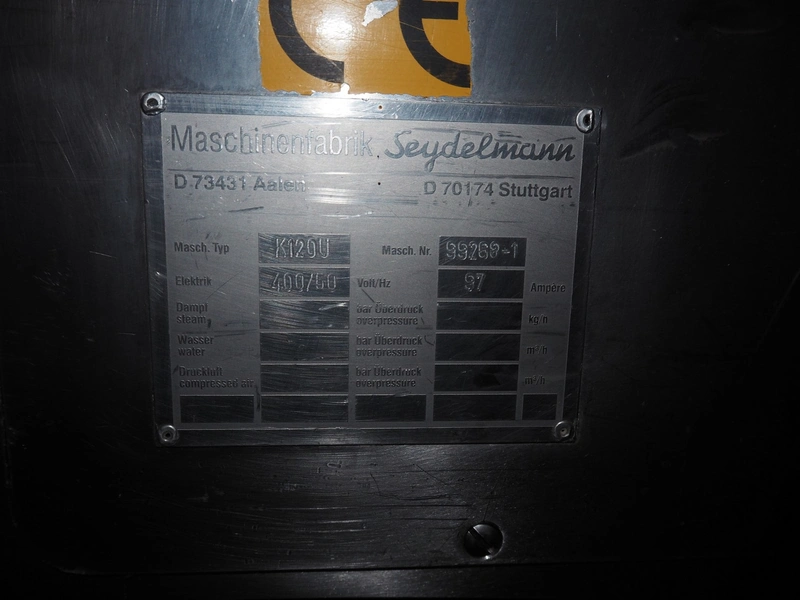 CE
Maschinenfabrik Seydelmann
D 73431 Aalen D 70174 Stuttgart
Masch. Typ K120U Masch. Nr. 99269-1
Elektrik 400/50 Volt/Hz 97 Ampère
Dampf bar Überdruck
steam overpressure kg/h
Wasser bar Überdruck
water overpressure m³/h
Druckluft bar Überdruck
compressed air overpressure m³/h